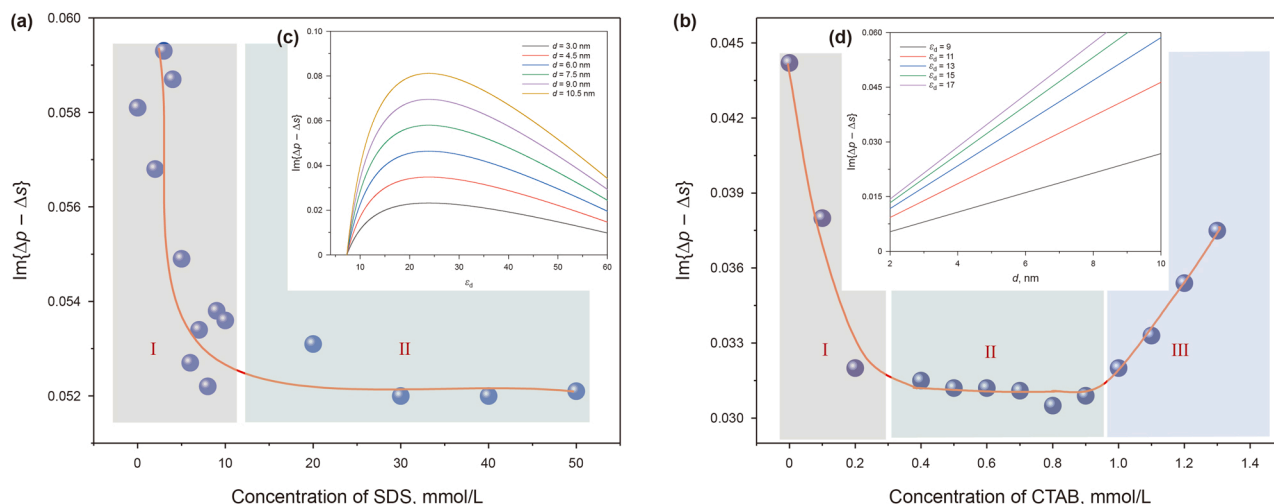 (a)
0.060
0.058
0.056
0.054
0.052
Im{Δp − Δs}
0
10
20
30
40
50
Concentration of SDS, mmol/L
I
II
(c)
0.10
0.08
0.06
0.04
0.02
0
Im{Δp − Δs}
d = 3.0 nm
d = 4.5 nm
d = 6.0 nm
d = 7.5 nm
d = 9.0 nm
d = 10.5 nm
10
20
30
40
50
60
εd
(b)
0.045
0.042
0.039
0.036
0.033
0.030
Im{Δp − Δs}
0
0.2
0.4
0.6
0.8
1.0
1.2
1.4
Concentration of CTAB, mmol/L
I
II
III
(d)
0.060
0.045
0.030
0.015
0
Im{Δp − Δs}
εd = 9
εd = 11
εd = 13
εd = 15
εd = 17
2
4
6
8
10
d, nm